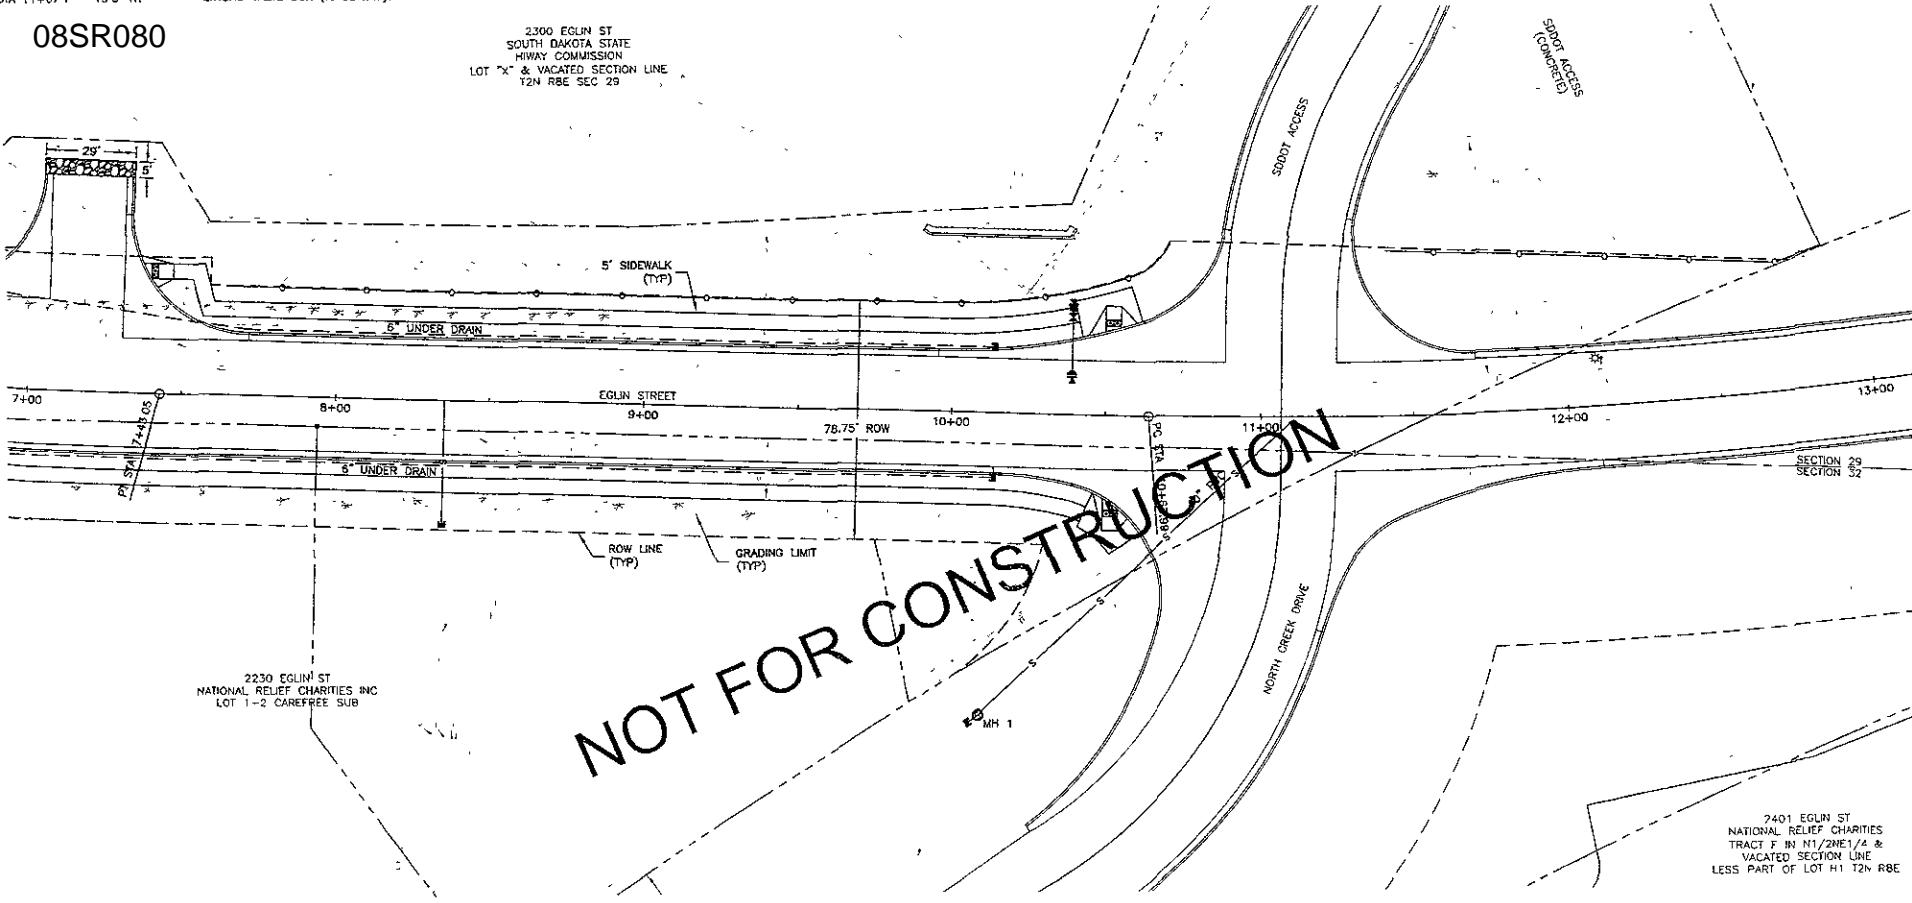 08SR080
2300 EGLIN ST
SOUTH DAKOTA STATE
HIWAY COMMISSION
LOT "X" & VACATED SECTION LINE
T2N R8E SEC 29
SDDOT ACCESS
(CONCRETE)
SDDOT ACCESS
29'
5'
5' SIDEWALK
(TYP)
6" UNDER DRAIN
EGLIN STREET
7+00
8+00
9+00
10+00
11+00
12+00
13+00
78.75' ROW
PI STA 7+43.05
PC STA
6" UNDER DRAIN
SECTION 29
SECTION 32
ROW LINE
(TYP)
GRADING LIMIT
(TYP)
NOT FOR CONSTRUCTION
S
S
S
NORTH CREEK DRIVE
MH 1
2230 EGLIN ST
NATIONAL RELIEF CHARITIES INC
LOT 1-2 CAREFREE SUB
2401 EGLIN ST
NATIONAL RELIEF CHARITIES
TRACT F IN N1/2NE1/4 &
VACATED SECTION LINE
LESS PART OF LOT H1 T2N R8E